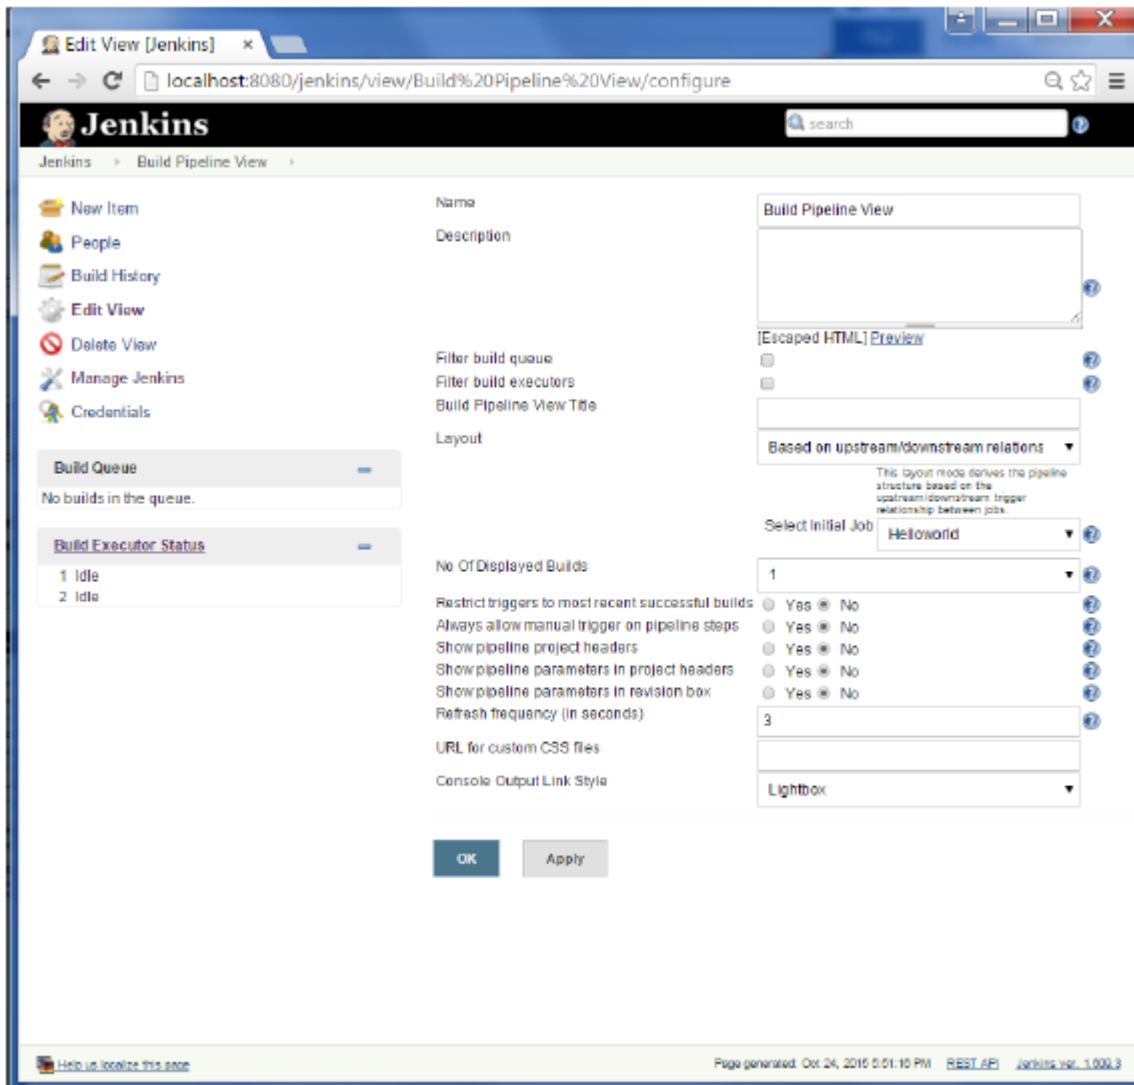 Edit View [Jenkins]
localhost:8080/jenkins/view/Build%20Pipeline%20View/configure
Jenkins
search
Jenkins
Build Pipeline View
New Item
People
Build History
Edit View
Delete View
Manage Jenkins
Credentials
Build Queue
No builds in the queue.
Build Executor Status
1 Idle
2 Idle
Name
Build Pipeline View
Description
[Escaped HTML] Preview
Filter build queue
Filter build executors
Build Pipeline View Title
Layout
Based on upstream/downstream relations
This layout mode derives the pipeline
structure based on the
upstream/downstream trigger
relationship between jobs.
Select Initial Job
Helloworld
No Of Displayed Builds
1
Restrict triggers to most recent successful builds Yes No
Always allow manual trigger on pipeline steps Yes No
Show pipeline project headers Yes No
Show pipeline parameters in project headers Yes No
Show pipeline parameters in revision box Yes No
Refresh frequency (in seconds)
3
URL for custom CSS files
Console Output Link Style
Lightbox
OK
Apply
Help us localize this page
Page generated: Oct 24, 2015 5:51:16 PM
REST API
Jenkins ver. 1.609.3